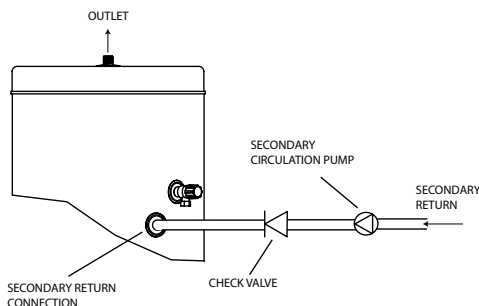 OUTLET
SECONDARY
CIRCULATION PUMP
SECONDARY
RETURN
SECONDARY RETURN
CONNECTION
CHECK VALVE